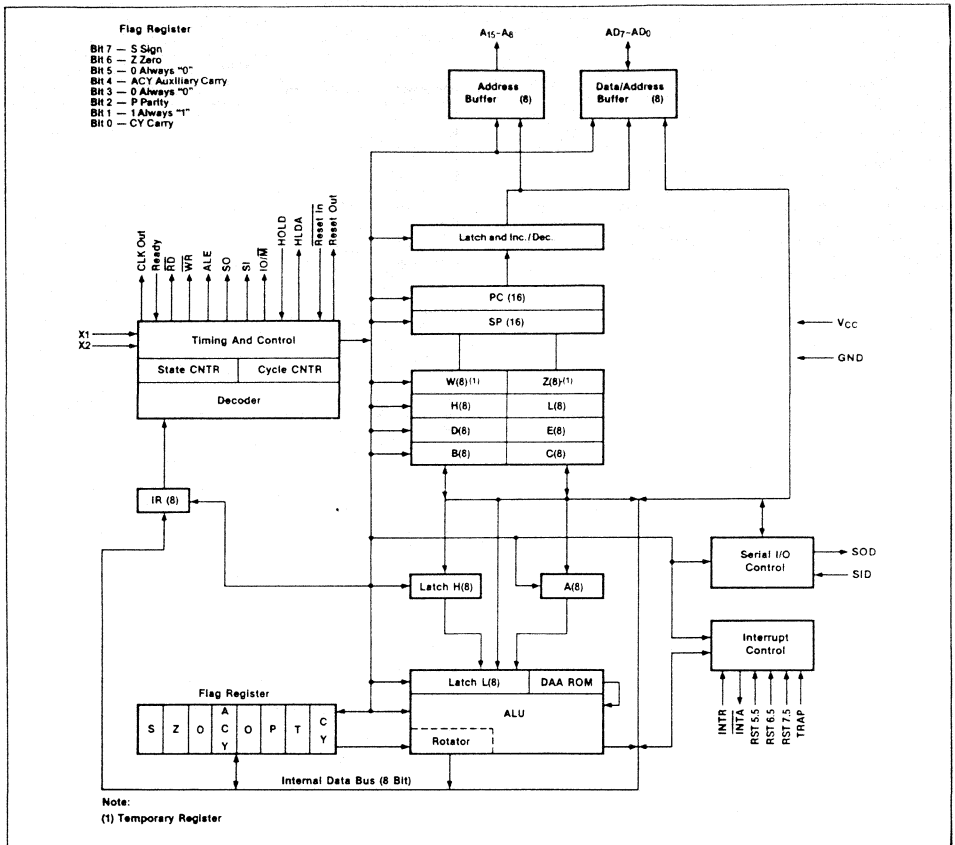 Flag Register
Bit 7 — S Sign
Bit 6 — Z Zero
Bit 5 — 0 Always "0"
Bit 4 — ACY Auxiliary Carry
Bit 3 — 0 Always "0"
Bit 2 — P Parity
Bit 1 — 1 Always "1"
Bit 0 — CY Carry
A15-A8
AD7-AD0
Address Buffer (8)
Data/Address Buffer (8)
Latch and Inc./Dec.
PC (16)
SP (16)
CLK Out
Ready
RD
WR
ALE
SO
SI
IO/M
HOLD
HLDA
Reset In
Reset Out
X1
X2
Timing And Control
State CNTR
Cycle CNTR
Decoder
VCC
GND
W(8)(1)
Z(8)(1)
H(8)
L(8)
D(8)
E(8)
B(8)
C(8)
IR (8)
Latch H(8)
A(8)
Serial I/O Control
SOD
SID
Interrupt Control
INTR
INTA
RST 5.5
RST 6.5
RST 7.5
TRAP
Latch L(8)
DAA ROM
ALU
Rotator
Flag Register
S Z O ACY O P T CY
Internal Data Bus (8 Bit)
Note:
(1) Temporary Register